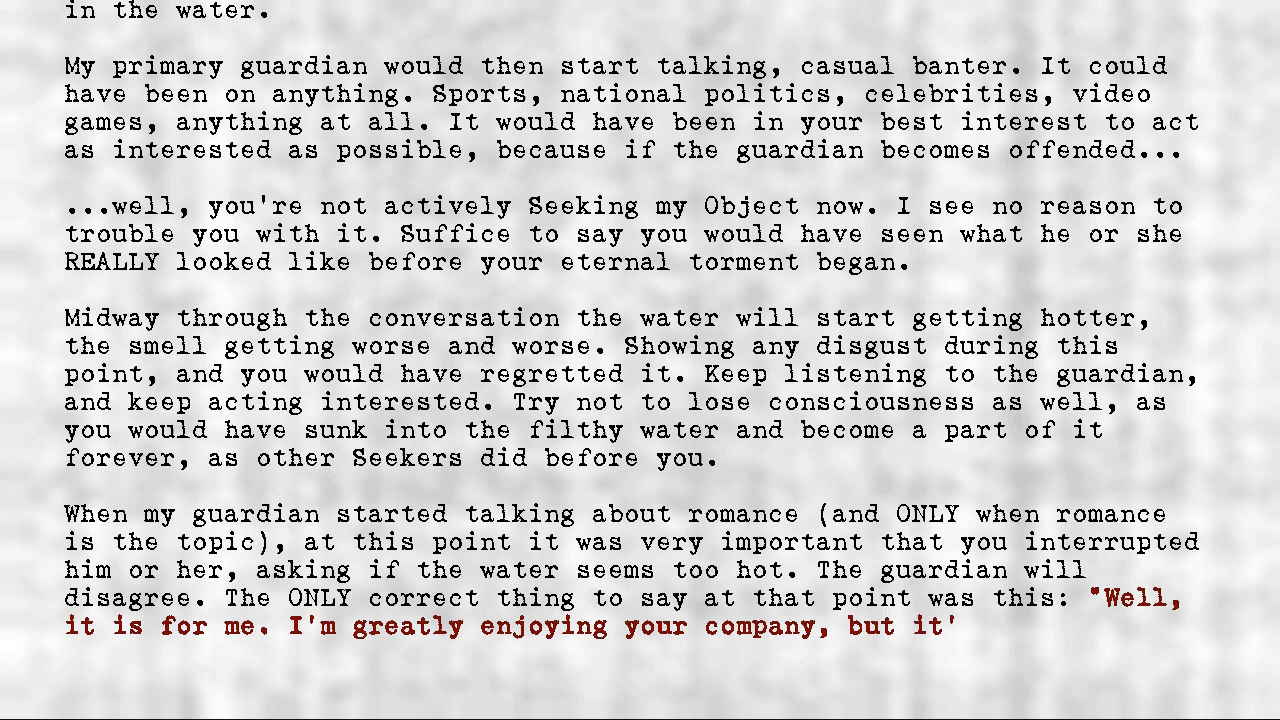 in the water.
My primary guardian would then start talking, casual banter. It could
have been on anything. Sports, national politics, celebrities, video
games, anything at all. It would have been in your best interest to act
as interested as possible, because if the guardian becomes offended...
...well, you're not actively Seeking my Object now. I see no reason to
trouble you with it. Suffice to say you would have seen what he or she
REALLY looked like before your eternal torment began.
Midway through the conversation the water will start getting hotter,
the smell getting worse and worse. Showing any disgust during this
point, and you would have regretted it. Keep listening to the guardian,
and keep acting interested. Try not to lose consciousness as well, as
you would have sunk into the filthy water and become a part of it
forever, as other Seekers did before you.
When my guardian started talking about romance (and ONLY when romance
is the topic), at this point it was very important that you interrupted
him or her, asking if the water seems too hot. The guardian will
disagree. The ONLY correct thing to say at that point was this: "Well,
it is for me. I'm greatly enjoying your company, but it'